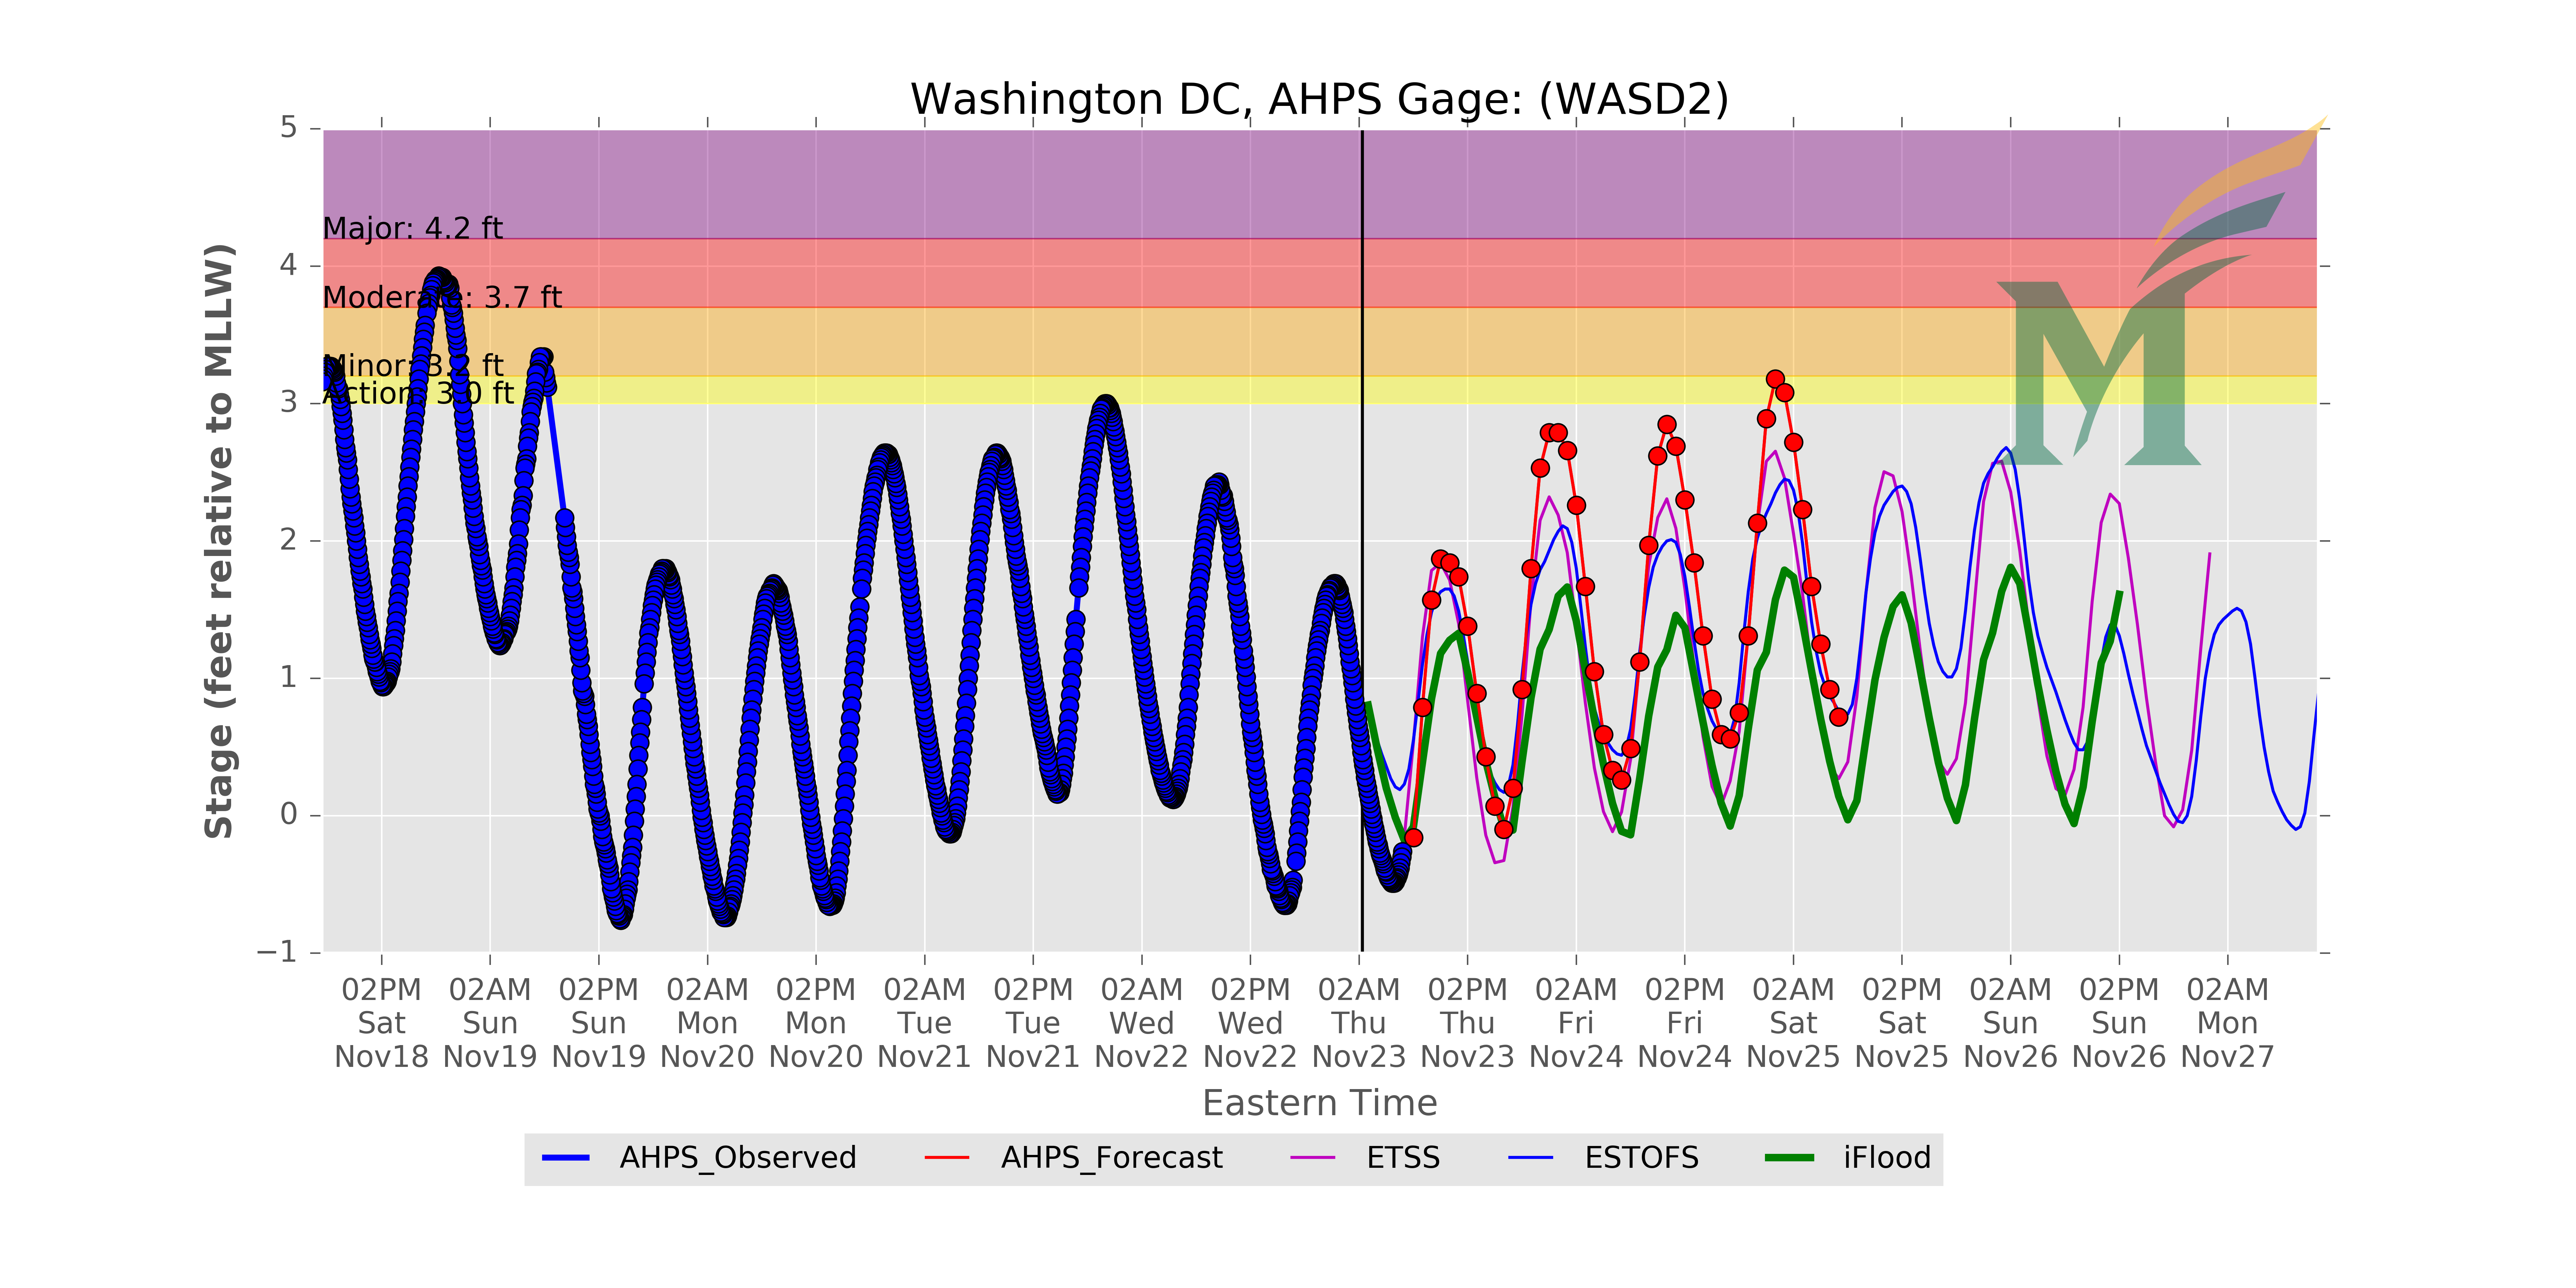 Washington DC, AHPS Gage: (WASD2)
Stage (feet relative to MLLW)
5
4
3
2
1
0
−1
Major: 4.2 ft
Moderate: 3.7 ft
Minor: 3.2 ft
Action: 3.0 ft
M
02PM 02AM 02PM 02AM 02PM 02AM 02PM 02AM 02PM 02AM 02PM 02AM 02PM 02AM 02PM 02AM 02PM 02AM
Sat Sun Sun Mon Mon Tue Tue Wed Wed Thu Thu Fri Fri Sat Sat Sun Sun Mon
Nov18 Nov19 Nov19 Nov20 Nov20 Nov21 Nov21 Nov22 Nov22 Nov23 Nov23 Nov24 Nov24 Nov25 Nov25 Nov26 Nov26 Nov27
Eastern Time
AHPS_Observed AHPS_Forecast ETSS ESTOFS iFlood